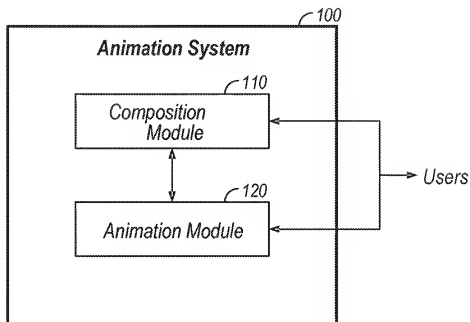 100
Animation System
110
Composition
Module
Users
120
Animation Module